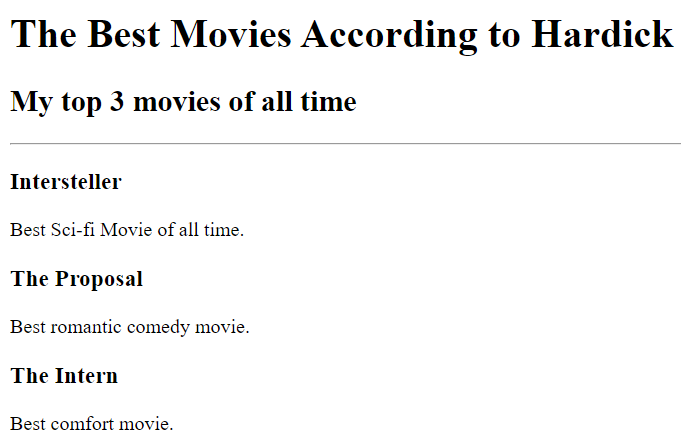 The Best Movies According to Hardick
My top 3 movies of all time
Intersteller
Best Sci-fi Movie of all time.
The Proposal
Best romantic comedy movie.
The Intern
Best comfort movie.